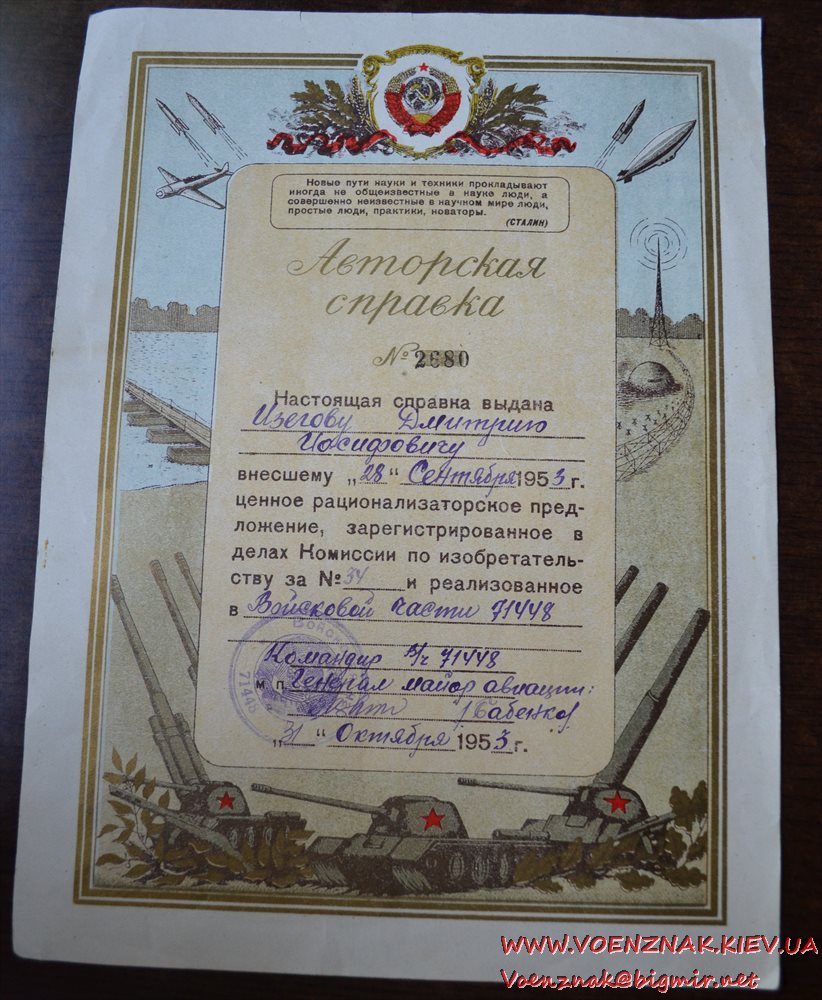 Новые пути науки и техники прокладывают
иногда не общеизвестные в науке люди, а
совершенно неизвестные в научном мире люди,
простые люди, практики, новаторы.
(СТАЛИН)
Авторская
справка
№ 2680
Настоящая справка выдана
Изегову Дмитрию
Иосифовичу
внесшему „28“ Сентября 1953 г.
ценное рационализаторское пред-
ложение, зарегистрированное в
делах Комиссии по изобретатель-
ству за № 34 и реализованное
в Войсковой части 71448
Командир в/ч 71448
м п Генерал майор авиации:
/Бабенко/
„31“ Октября 1953 г.
71448
WWW.VOENZNAK.KIEV.UA
Voenznak@bigmir.net